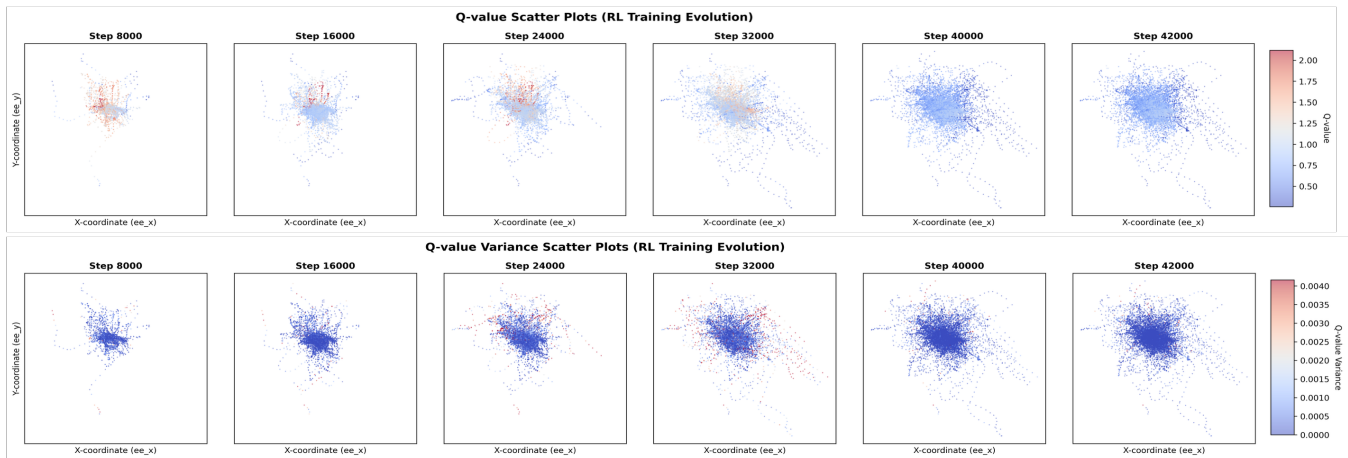 Q-value Scatter Plots (RL Training Evolution)
Step 8000
Step 16000
Step 24000
Step 32000
Step 40000
Step 42000
Y-coordinate (ee_y)
X-coordinate (ee_x)
X-coordinate (ee_x)
X-coordinate (ee_x)
X-coordinate (ee_x)
X-coordinate (ee_x)
X-coordinate (ee_x)
2.00
1.75
1.50
1.25
1.00
0.75
0.50
Q-value
Q-value Variance Scatter Plots (RL Training Evolution)
Step 8000
Step 16000
Step 24000
Step 32000
Step 40000
Step 42000
Y-coordinate (ee_y)
X-coordinate (ee_x)
X-coordinate (ee_x)
X-coordinate (ee_x)
X-coordinate (ee_x)
X-coordinate (ee_x)
X-coordinate (ee_x)
0.0040
0.0035
0.0030
0.0025
0.0020
0.0015
0.0010
0.0005
0.0000
Q-value Variance